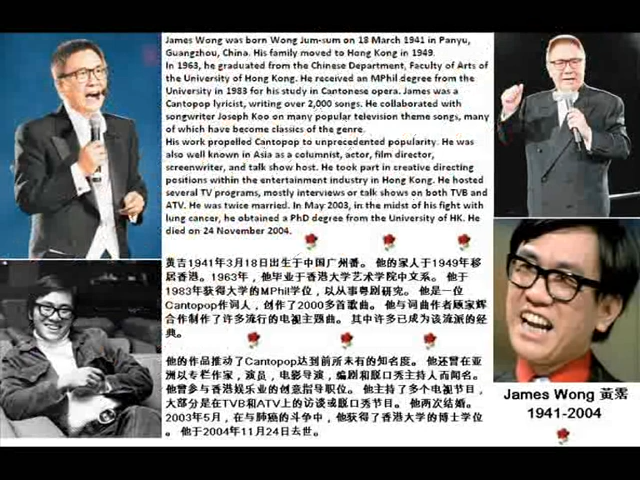 James Wong was born Wong Jum-sum on 18 March 1941 in Panyu,
Guangzhou, China. His family moved to Hong Kong in 1949.
In 1963, he graduated from the Chinese Department, Faculty of Arts of
the University of Hong Kong. He received an MPhil degree from the
University in 1983 for his study in Cantonese opera. James was a
Cantopop lyricist, writing over 2,000 songs. He collaborated with
songwriter Joseph Koo on many popular television theme songs, many
of which have become classics of the genre.
His work propelled Cantopop to unprecedented popularity. He was
also well known in Asia as a columnist, actor, film director,
screenwriter, and talk show host. He took part in creative directing
positions within the entertainment industry in Hong Kong. He hosted
several TV programs, mostly interviews or talk shows on both TVB and
ATV. He was twice married. In May 2003, in the midst of his fight with
lung cancer, he obtained a PhD degree from the University of HK. He
died on 24 November 2004.
黄吉1941年3月18日出生于中国广州番。 他的家人于1949年移
居香港。1963年，他毕业于香港大学艺术学院中文系。 他于
1983年获得大学的MPhil学位，以从事粤剧研究。 他是一位
Cantopop作词人，创作了2000多首歌曲。 他与词曲作者顾家辉
合作制作了许多流行的电视主题曲。 其中许多已成为该流派的经
典。
他的作品推动了Cantopop达到前所未有的知名度。 他还曾在亚
洲以专栏作家，演员，电影导演，编剧和脱口秀主持人而闻名。
他曾参与香港娱乐业的创意指导职位。 他主持了多个电视节目，
大部分是在TVB和ATV上的访谈或脱口秀节目。 他两次结婚。
2003年5月，在与肺癌的斗争中，他获得了香港大学的博士学位
。 他于2004年11月24日去世。
James Wong 黃霑
1941-2004